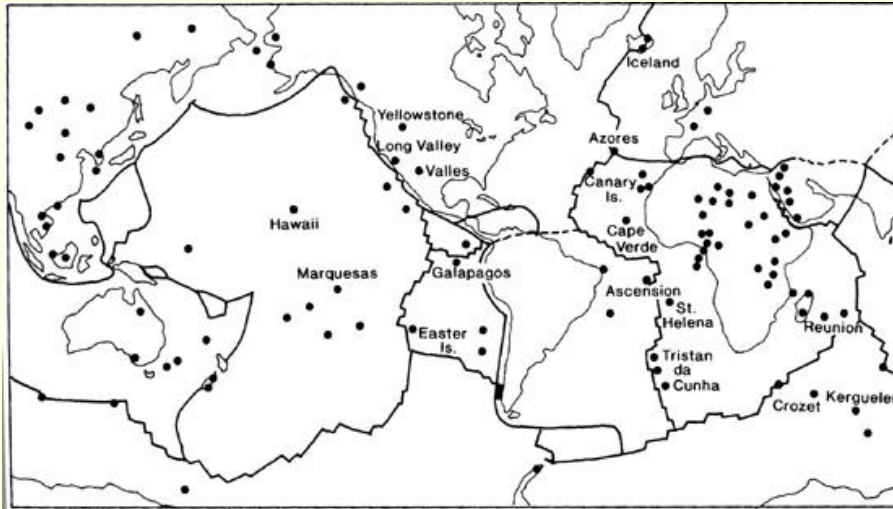 Iceland
Yellowstone
Long Valley
Valles
Azores
Canary
Is.
Hawaii
Cape
Verde
Marquesas
Galapagos
Ascension
St.
Helena
Reunion
Easter
Is.
Tristan
da
Cunha
Crozet
Kerguelen